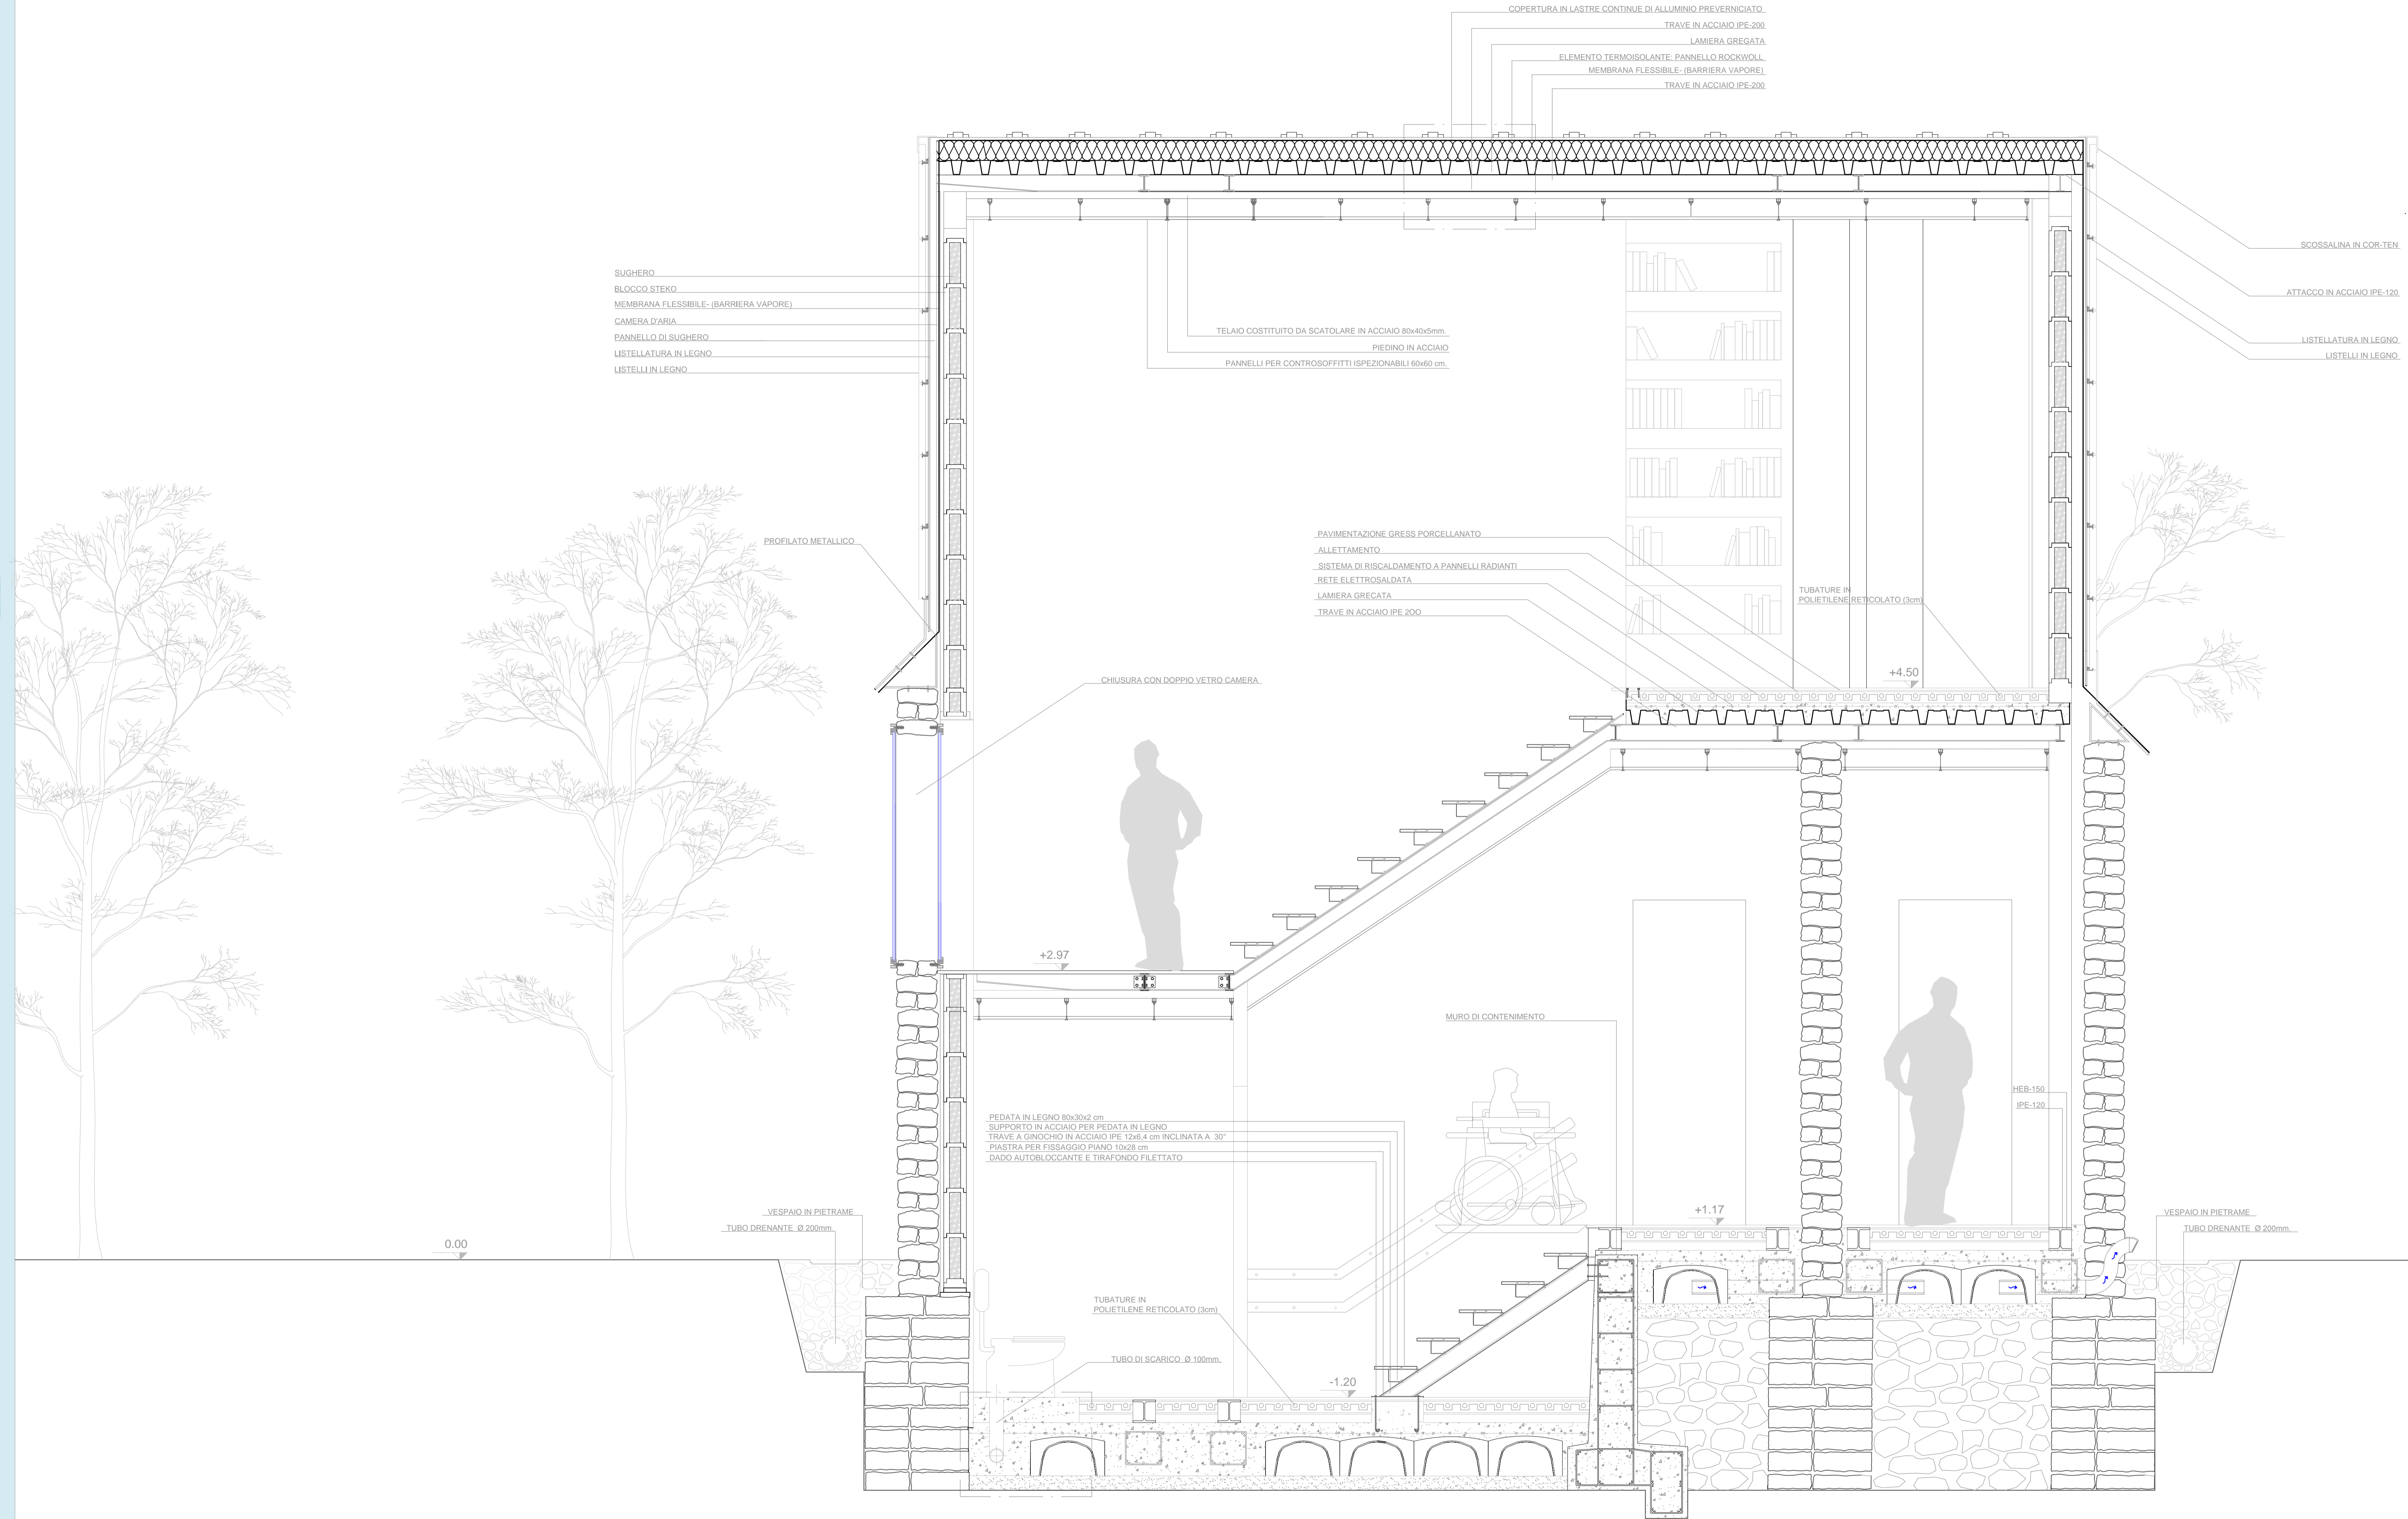 COPERTURA IN LASTRE CONTINUE DI ALLUMINIO PREVERNICIATO
TRAVE IN ACCIAIO IPE-200
LAMIERA GREGATA
ELEMENTO TERMOISOLANTE: PANNELLO ROCKWOLL
MEMBRANA FLESSIBILE- (BARRIERA VAPORE)
TRAVE IN ACCIAIO IPE-200
SCOSSALINA IN COR-TEN
ATTACCO IN ACCIAIO IPE-120
LISTELLATURA IN LEGNO
LISTELLI IN LEGNO
SUGHERO
BLOCCO STEKO
MEMBRANA FLESSIBILE- (BARRIERA VAPORE)
CAMERA D'ARIA
PANNELLO DI SUGHERO
LISTELLATURA IN LEGNO
LISTELLI IN LEGNO
TELAIO COSTITUITO DA SCATOLARE IN ACCIAIO 80x40x5mm.
PIEDINO IN ACCIAIO
PANNELLI PER CONTROSOFFITTI ISPEZIONABILI 60x60 cm.
PROFILATO METALLICO
PAVIMENTAZIONE GRESS PORCELLANATO
ALLETTAMENTO
SISTEMA DI RISCALDAMENTO A PANNELLI RADIANTI
RETE ELETTROSALDATA
LAMIERA GRECATA
TRAVE IN ACCIAIO IPE 2OO
TUBATURE IN
POLIETILENE RETICOLATO (3cm)
+4.50
CHIUSURA CON DOPPIO VETRO CAMERA
+2.97
MURO DI CONTENIMENTO
HEB-150
IPE-120
PEDATA IN LEGNO 80x30x2 cm
SUPPORTO IN ACCIAIO PER PEDATA IN LEGNO
TRAVE A GINOCHIO IN ACCIAIO IPE 12x6,4 cm INCLINATA A 30°
PIASTRA PER FISSAGGIO PIANO 10x28 cm
DADO AUTOBLOCCANTE E TIRAFONDO FILETTATO
VESPAIO IN PIETRAME
TUBO DRENANTE Ø 200mm.
0.00
+1.17
VESPAIO IN PIETRAME
TUBO DRENANTE Ø 200mm.
TUBATURE IN
POLIETILENE RETICOLATO (3cm)
TUBO DI SCARICO Ø 100mm.
-1.20